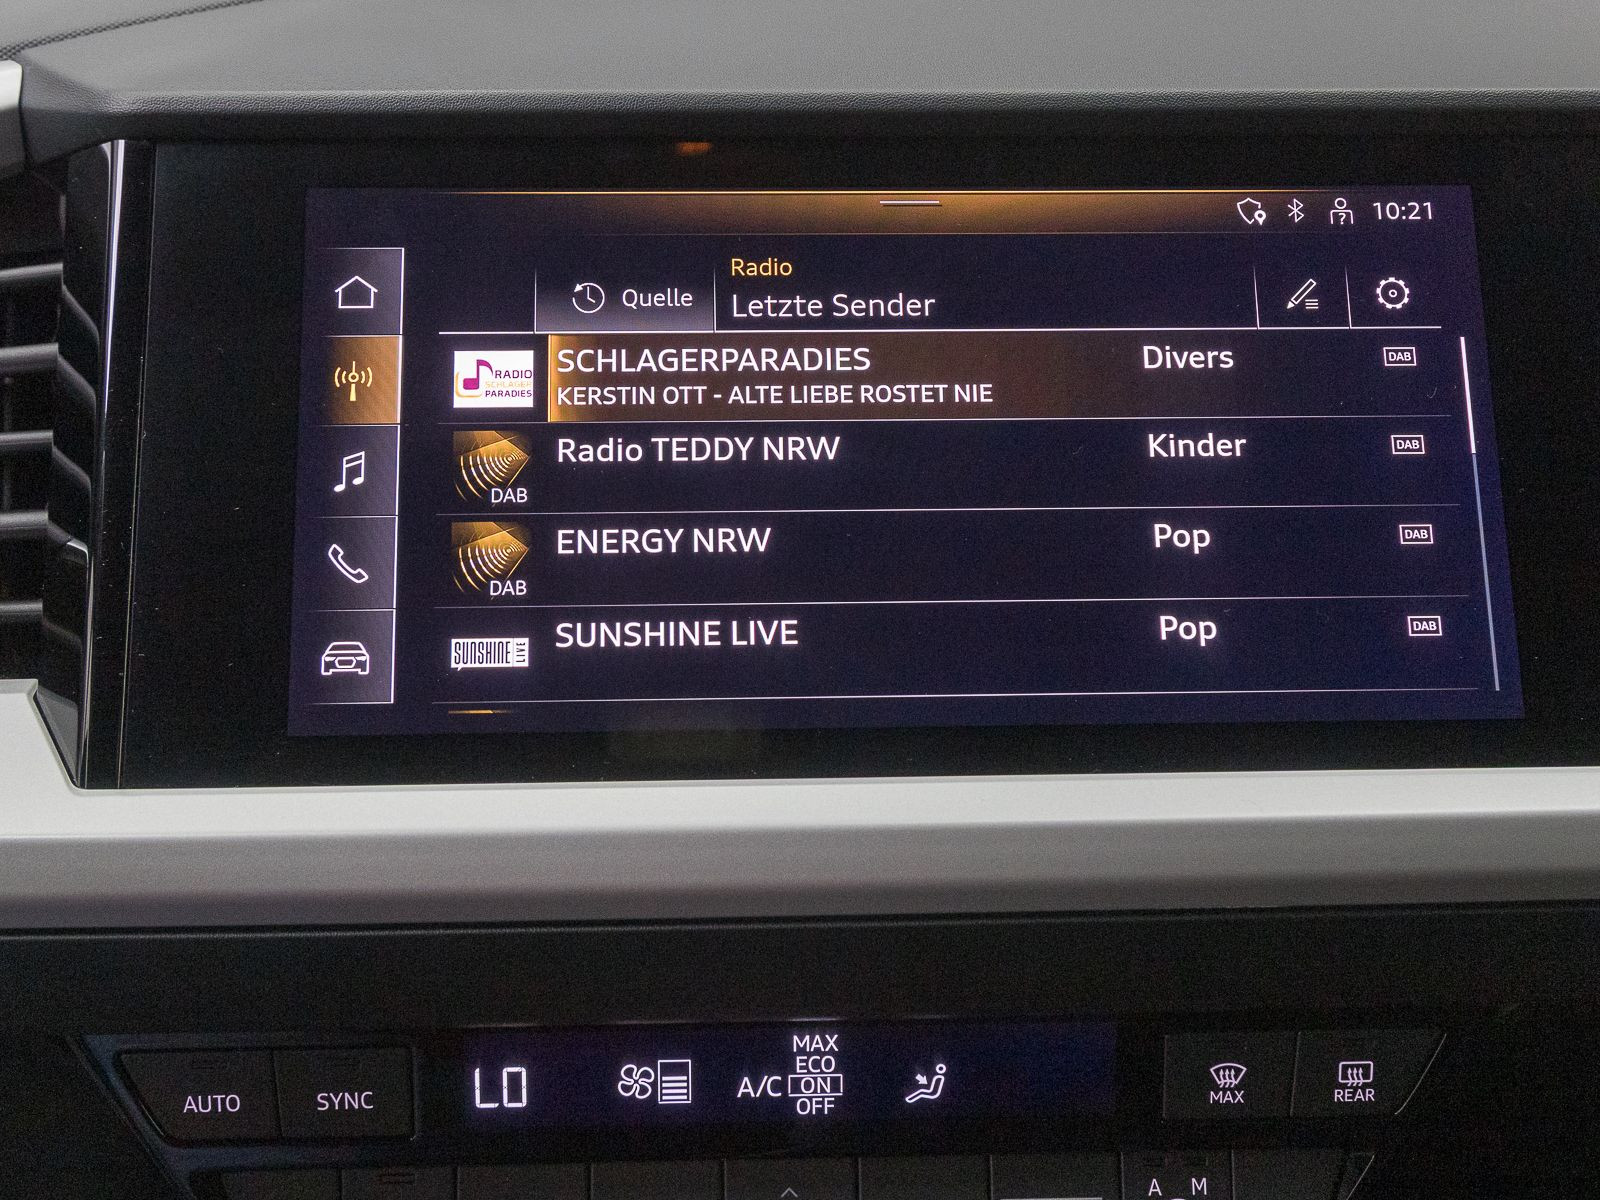 10:21
Quelle
Radio
Letzte Sender
RADIO
SCHLAGER
PARADIES
SCHLAGERPARADIES
Divers
DAB
KERSTIN OTT - ALTE LIEBE ROSTET NIE
DAB
Radio TEDDY NRW
Kinder
DAB
DAB
ENERGY NRW
Pop
DAB
SUNSHINE LIVE
SUNSHINE LIVE
Pop
DAB
AUTO
SYNC
LO
A/C
MAX
ECO
ON
OFF
MAX
REAR
A M